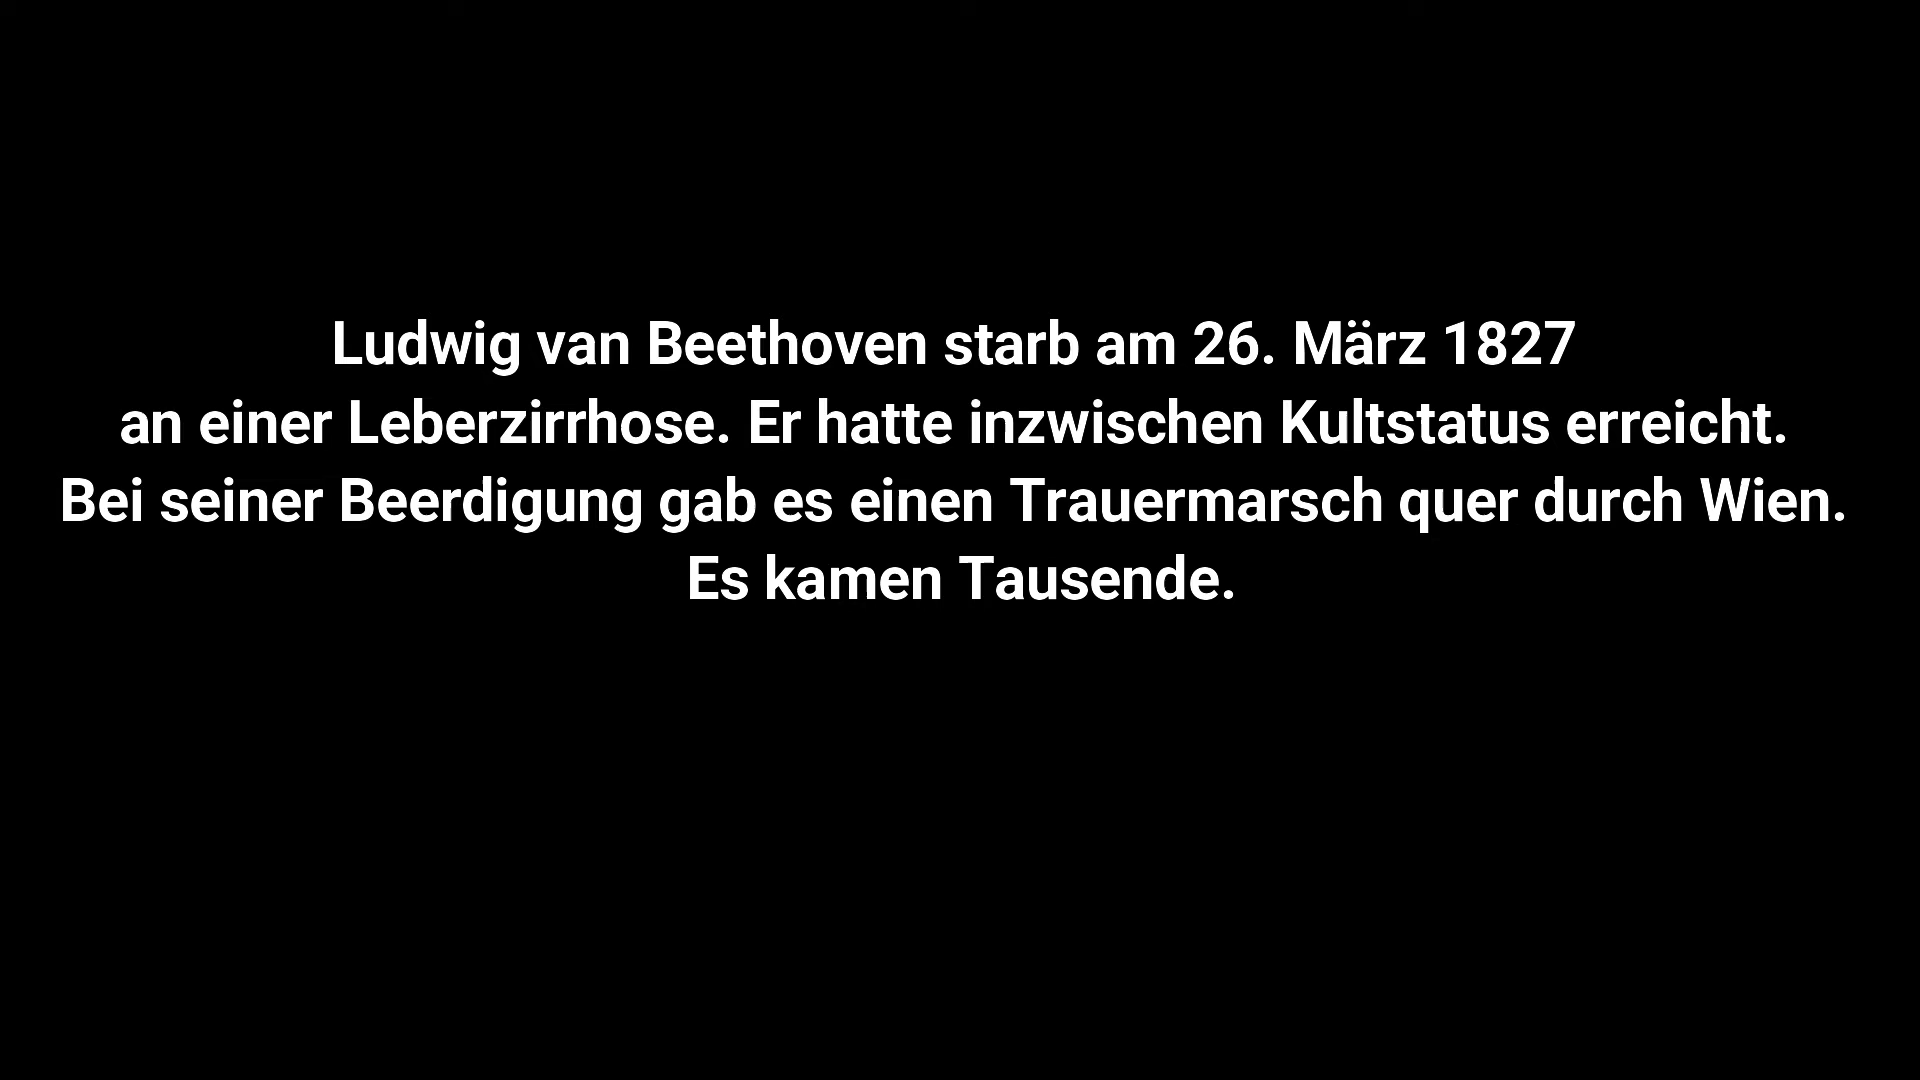 Ludwig van Beethoven starb am 26. März 1827
an einer Leberzirrhose. Er hatte inzwischen Kultstatus erreicht.
Bei seiner Beerdigung gab es einen Trauermarsch quer durch Wien.
Es kamen Tausende.